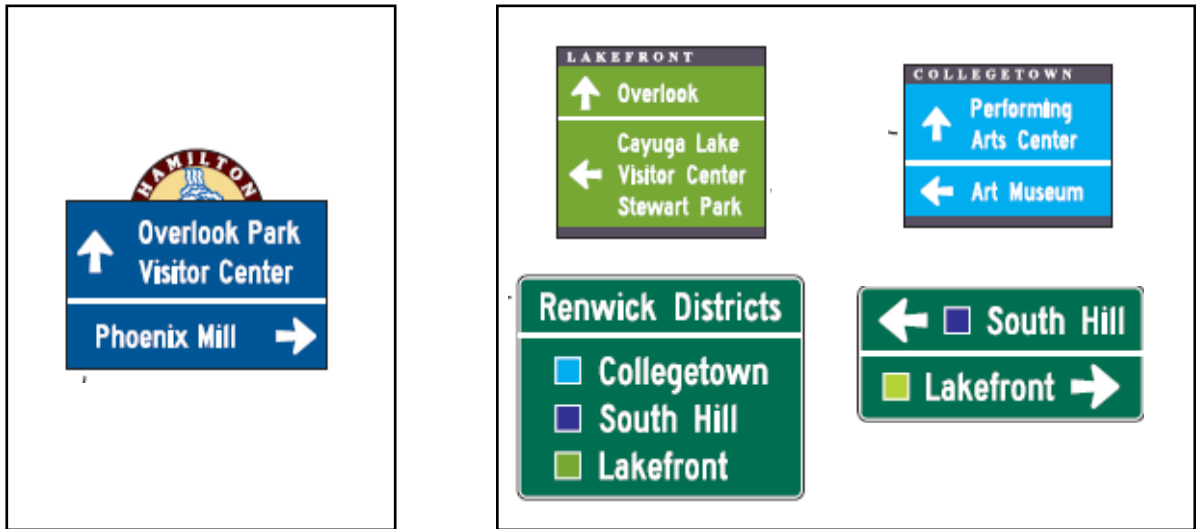 HAMILTON
Overlook Park
Visitor Center
Phoenix Mill
LAKEFRONT
Overlook
Cayuga Lake
Visitor Center
Stewart Park
COLLEGETOWN
Performing
Arts Center
Art Museum
Renwick Districts
Collegetown
South Hill
Lakefront
South Hill
Lakefront